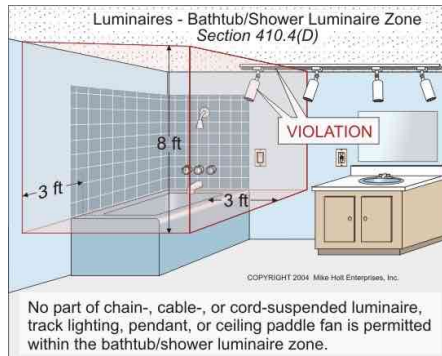 Luminaires - Bathtub/Shower Luminaire Zone
Section 410.4(D)
8 ft
VIOLATION
3 ft
3 ft
COPYRIGHT 2004 Mike Holt Enterprises, Inc.
No part of chain-, cable-, or cord-suspended luminaire,
track lighting, pendant, or ceiling paddle fan is permitted
within the bathtub/shower luminaire zone.